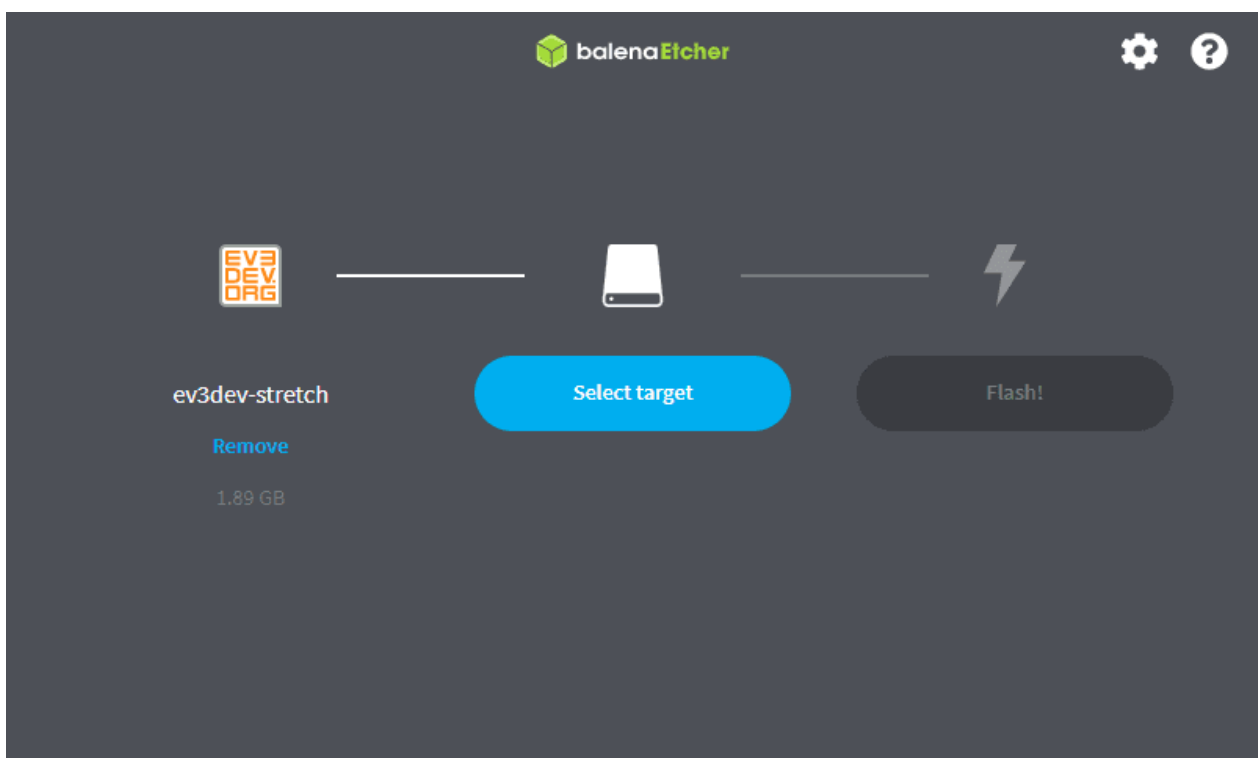 balenaEtcher
?
EV3
DEV.
ORG
ev3dev-stretch
Select target
Flash!
Remove
1.89 GB